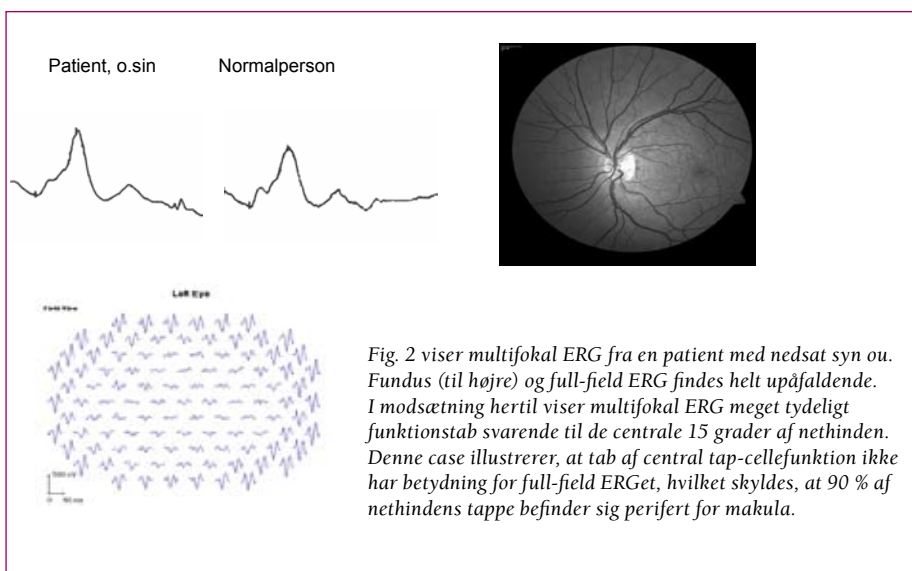 Patient, o.sin
Normalperson
Left Eye
Field View
Fig. 2 viser multifokal ERG fra en patient med nedsat syn ou.
Fundus (til højre) og full-field ERG findes helt upåfaldende.
I modsætning hertil viser multifokal ERG meget tydeligt
funktionstab svarende til de centrale 15 grader af nethinden.
Denne case illustrerer, at tab af central tap-cellefunktion ikke
har betydning for full-field ERGet, hvilket skyldes, at 90 % af
nethindens tappe befinder sig perifert for makula.